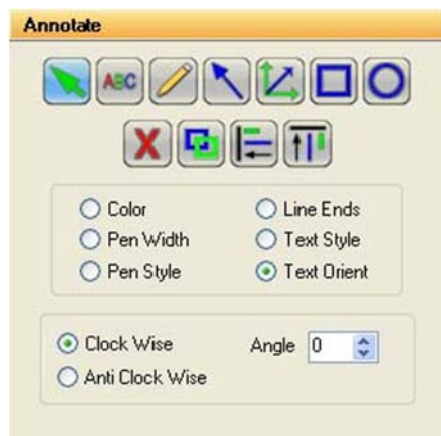 Annotate
ABC
Color Line Ends
Pen Width Text Style
Pen Style Text Orient
Clock Wise Angle 0
Anti Clock Wise